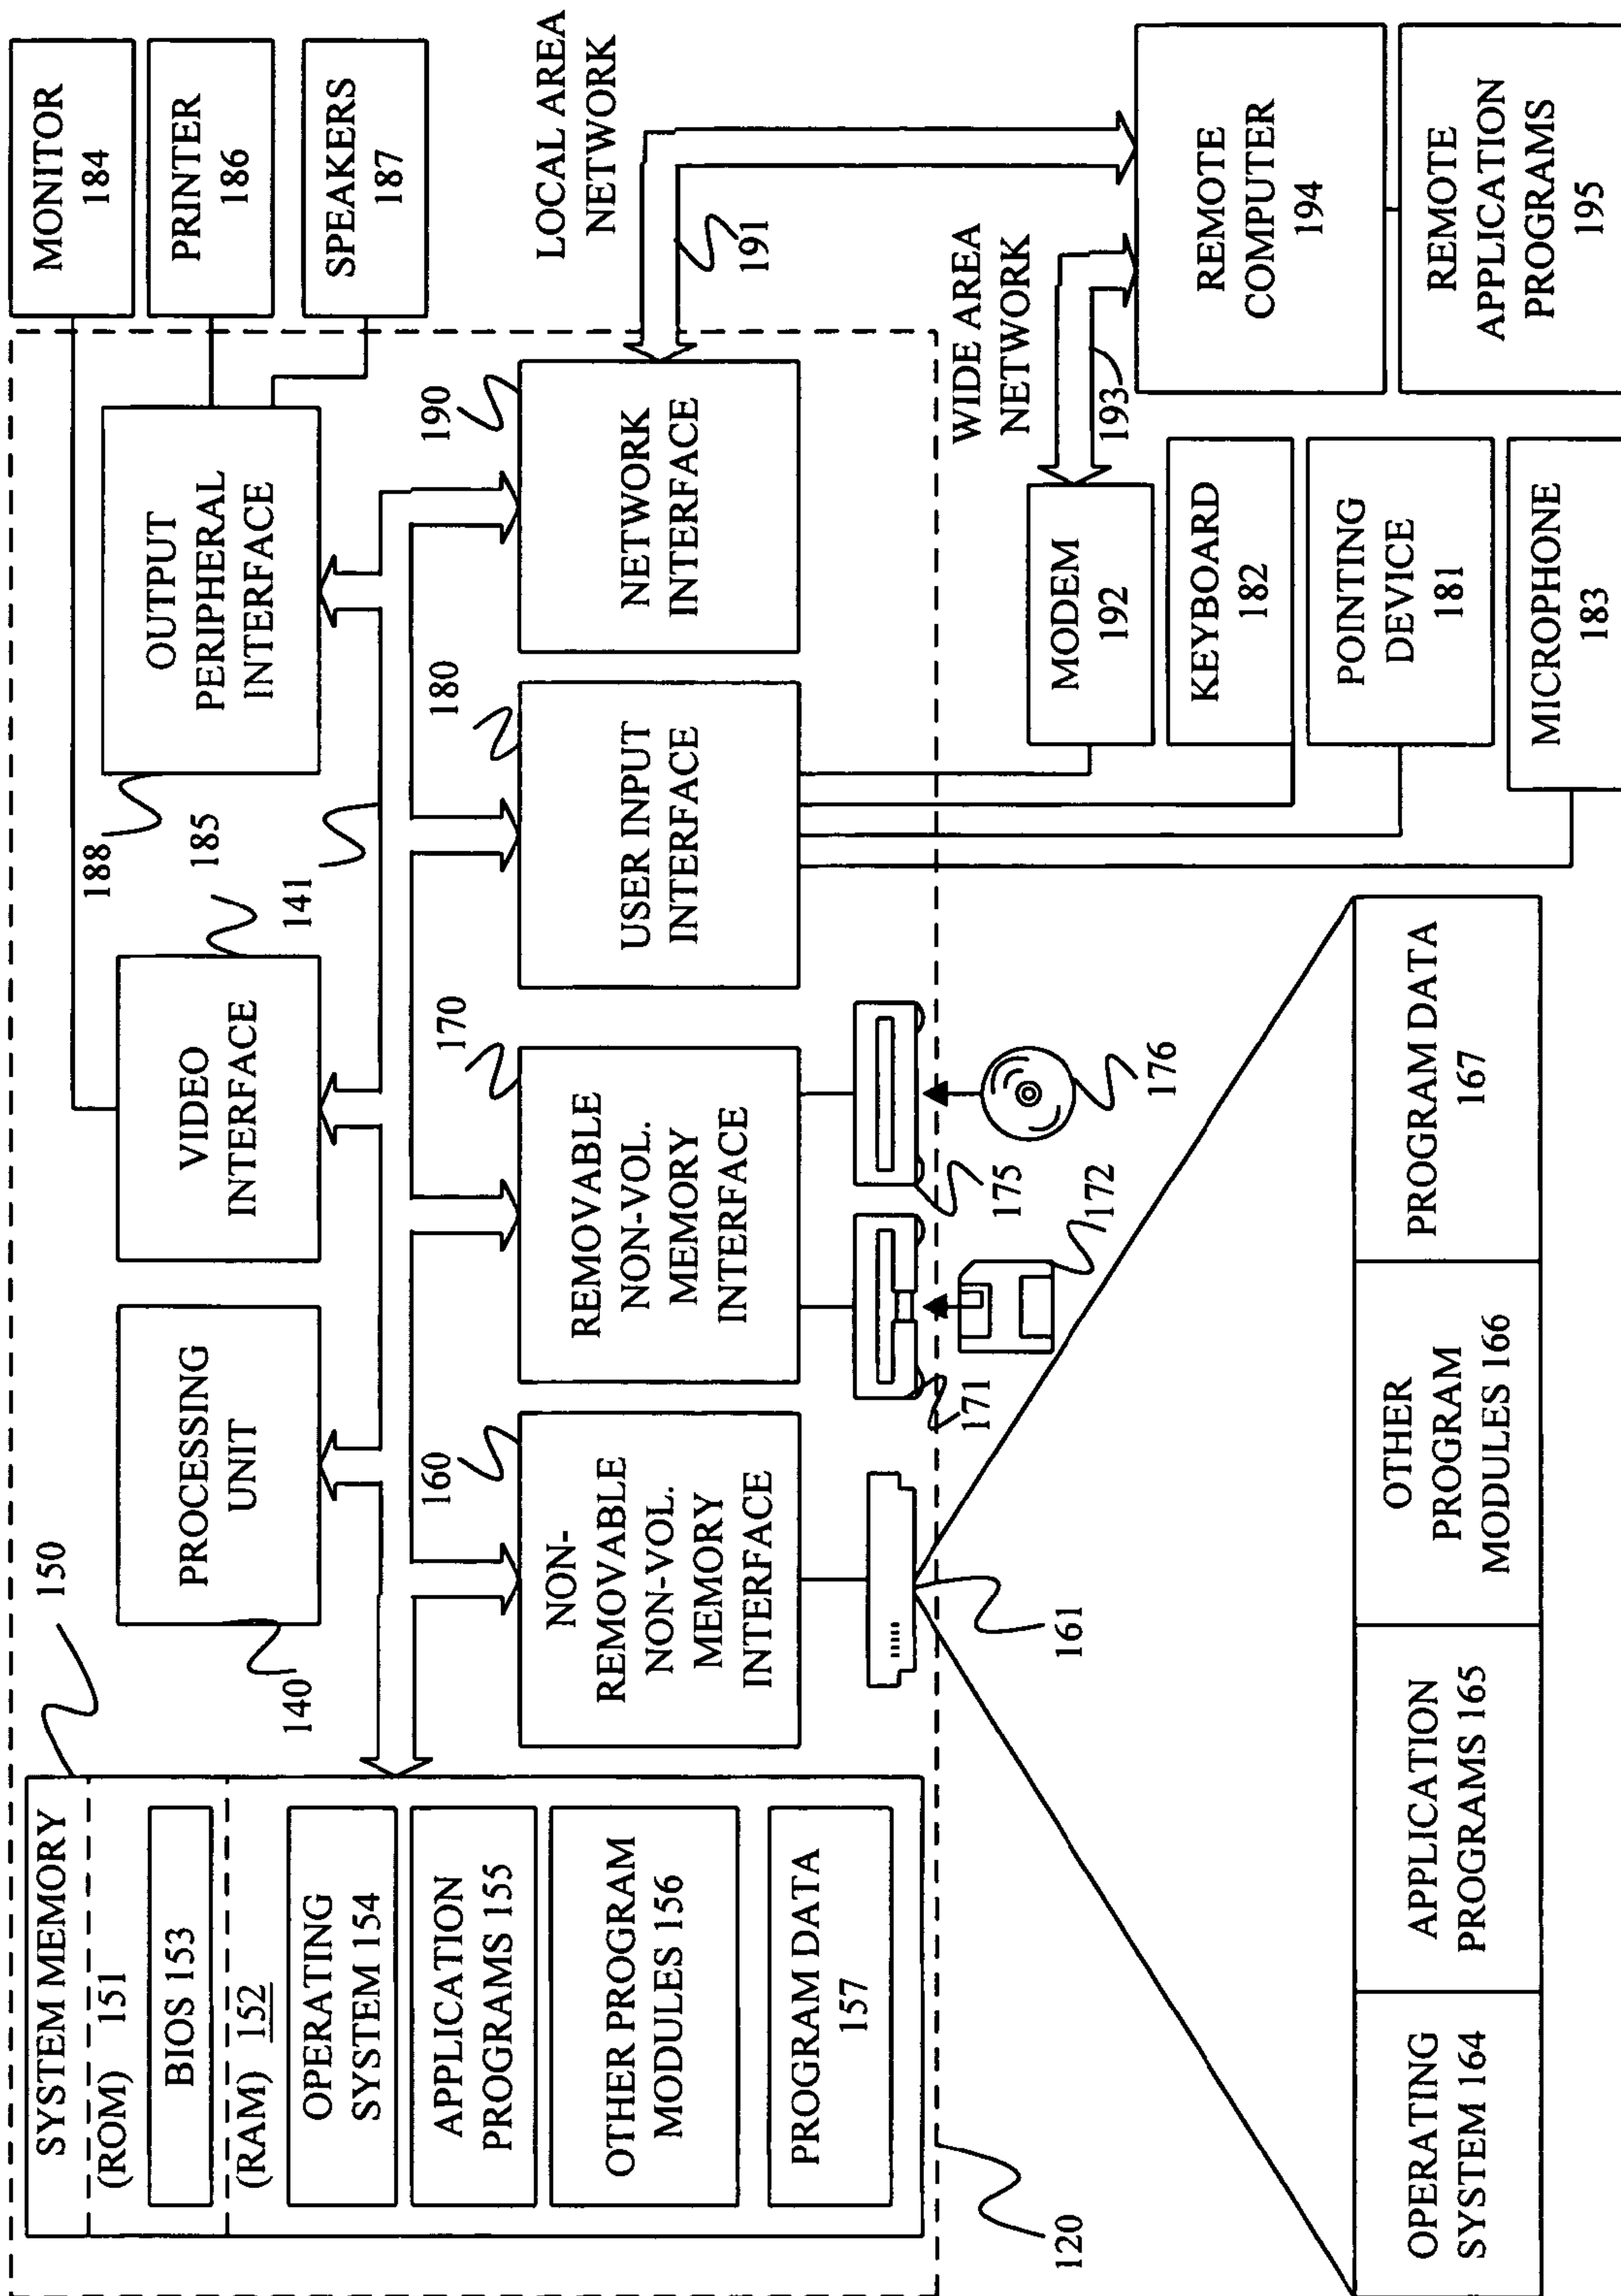 SYSTEM MEMORY
(ROM) 151
BIOS 153
(RAM) 152
OPERATING
SYSTEM 154
APPLICATION
PROGRAMS 155
OTHER PROGRAM
MODULES 156
PROGRAM DATA
157
120
150
PROCESSING
UNIT
140
VIDEO
INTERFACE
185
141
OUTPUT
PERIPHERAL
INTERFACE
188
MONITOR
184
PRINTER
186
SPEAKERS
187
NON-
REMOVABLE
NON-VOL.
MEMORY
INTERFACE
160
REMOVABLE
NON-VOL.
MEMORY
INTERFACE
170
USER INPUT
INTERFACE
180
NETWORK
INTERFACE
190
LOCAL AREA
NETWORK
191
161
171
172
175
176
WIDE AREA
NETWORK
193
MODEM
192
KEYBOARD
182
POINTING
DEVICE
181
MICROPHONE
183
REMOTE
COMPUTER
194
REMOTE
APPLICATION
PROGRAMS
195
OPERATING
SYSTEM 164
APPLICATION
PROGRAMS 165
OTHER
PROGRAM
MODULES 166
PROGRAM DATA
167